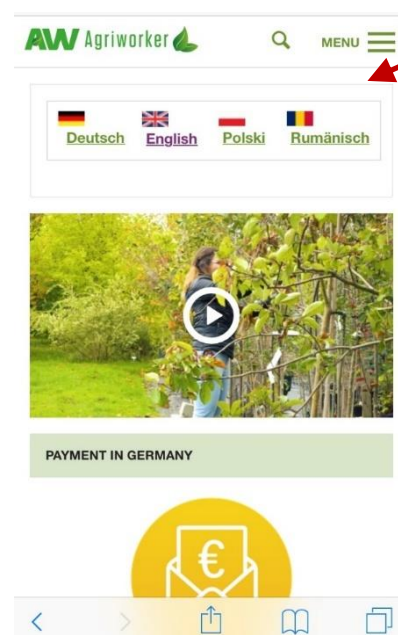 AW Agriworker
MENU
Deutsch English Polski Rumänisch
PAYMENT IN GERMANY
€